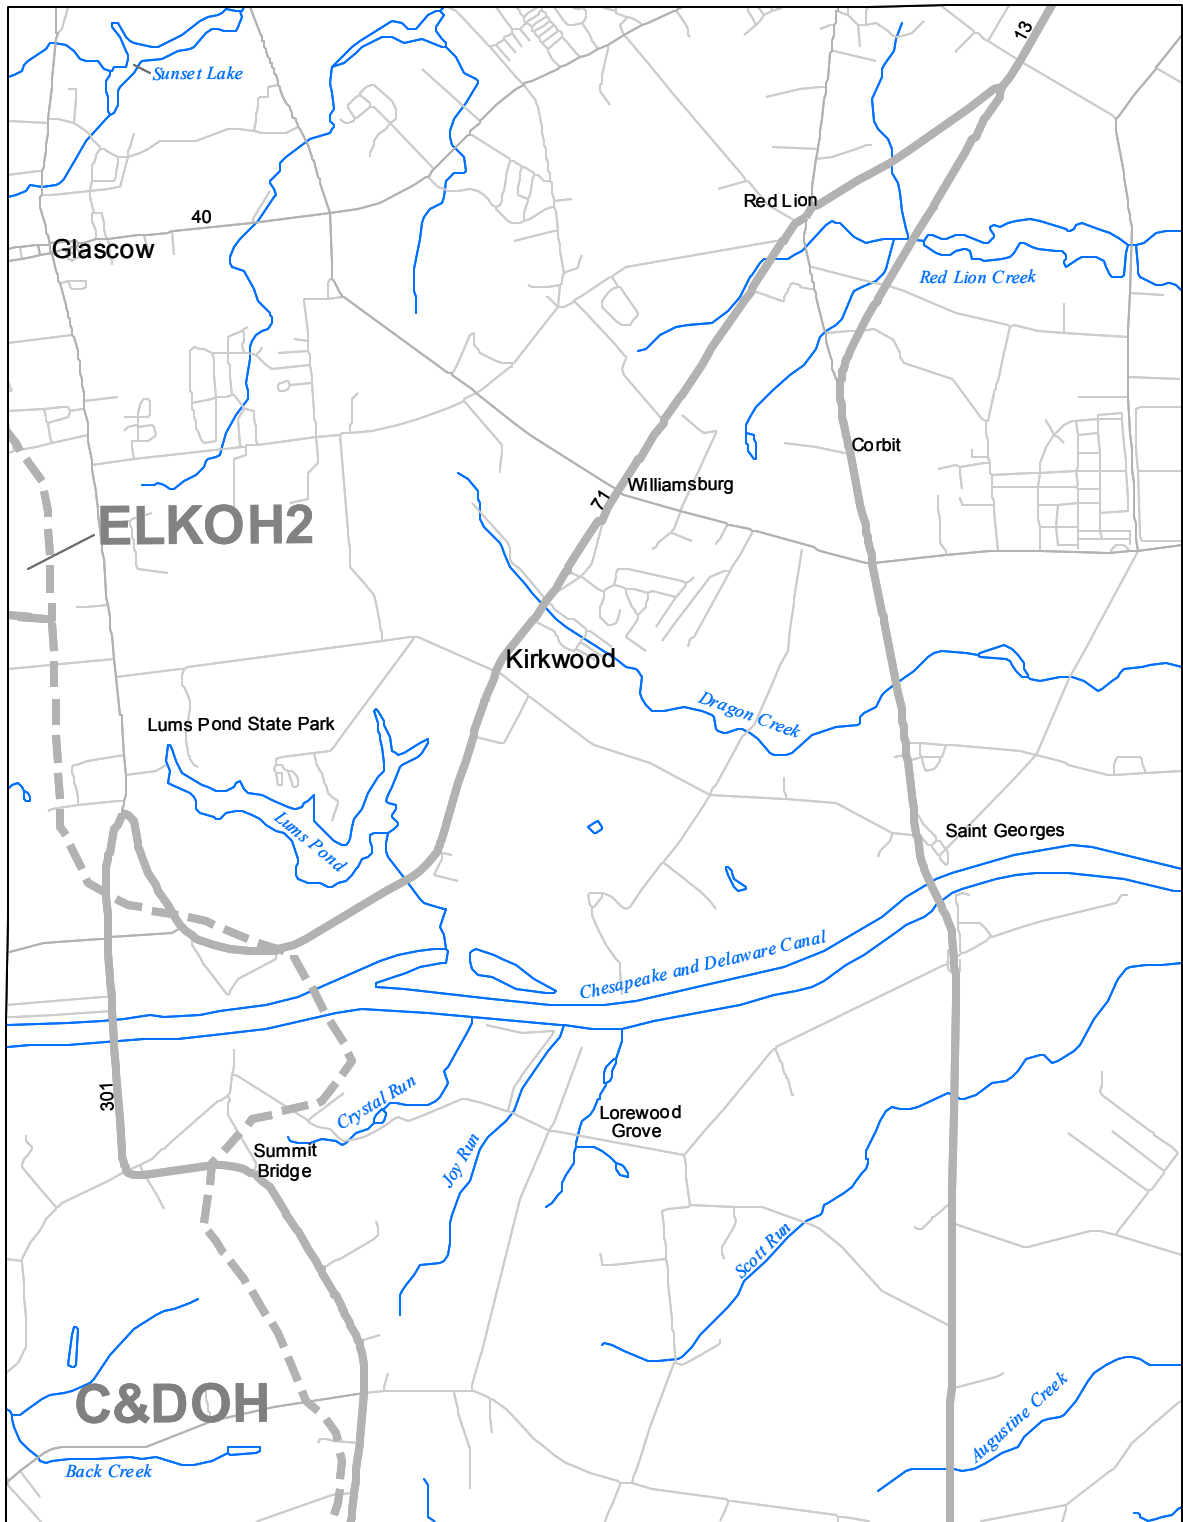 13
Sunset Lake
Red Lion
40
Glascow
Red Lion Creek
Corbit
Williamsburg
71
ELKOH2
Kirkwood
Dragon Creek
Lums Pond State Park
Lums Pond
Saint Georges
Chesapeake and Delaware Canal
301
Crystal Run
Lorewood
Grove
Summit
Bridge
Joy Run
Scott Run
C&DOH
Augustine Creek
Back Creek